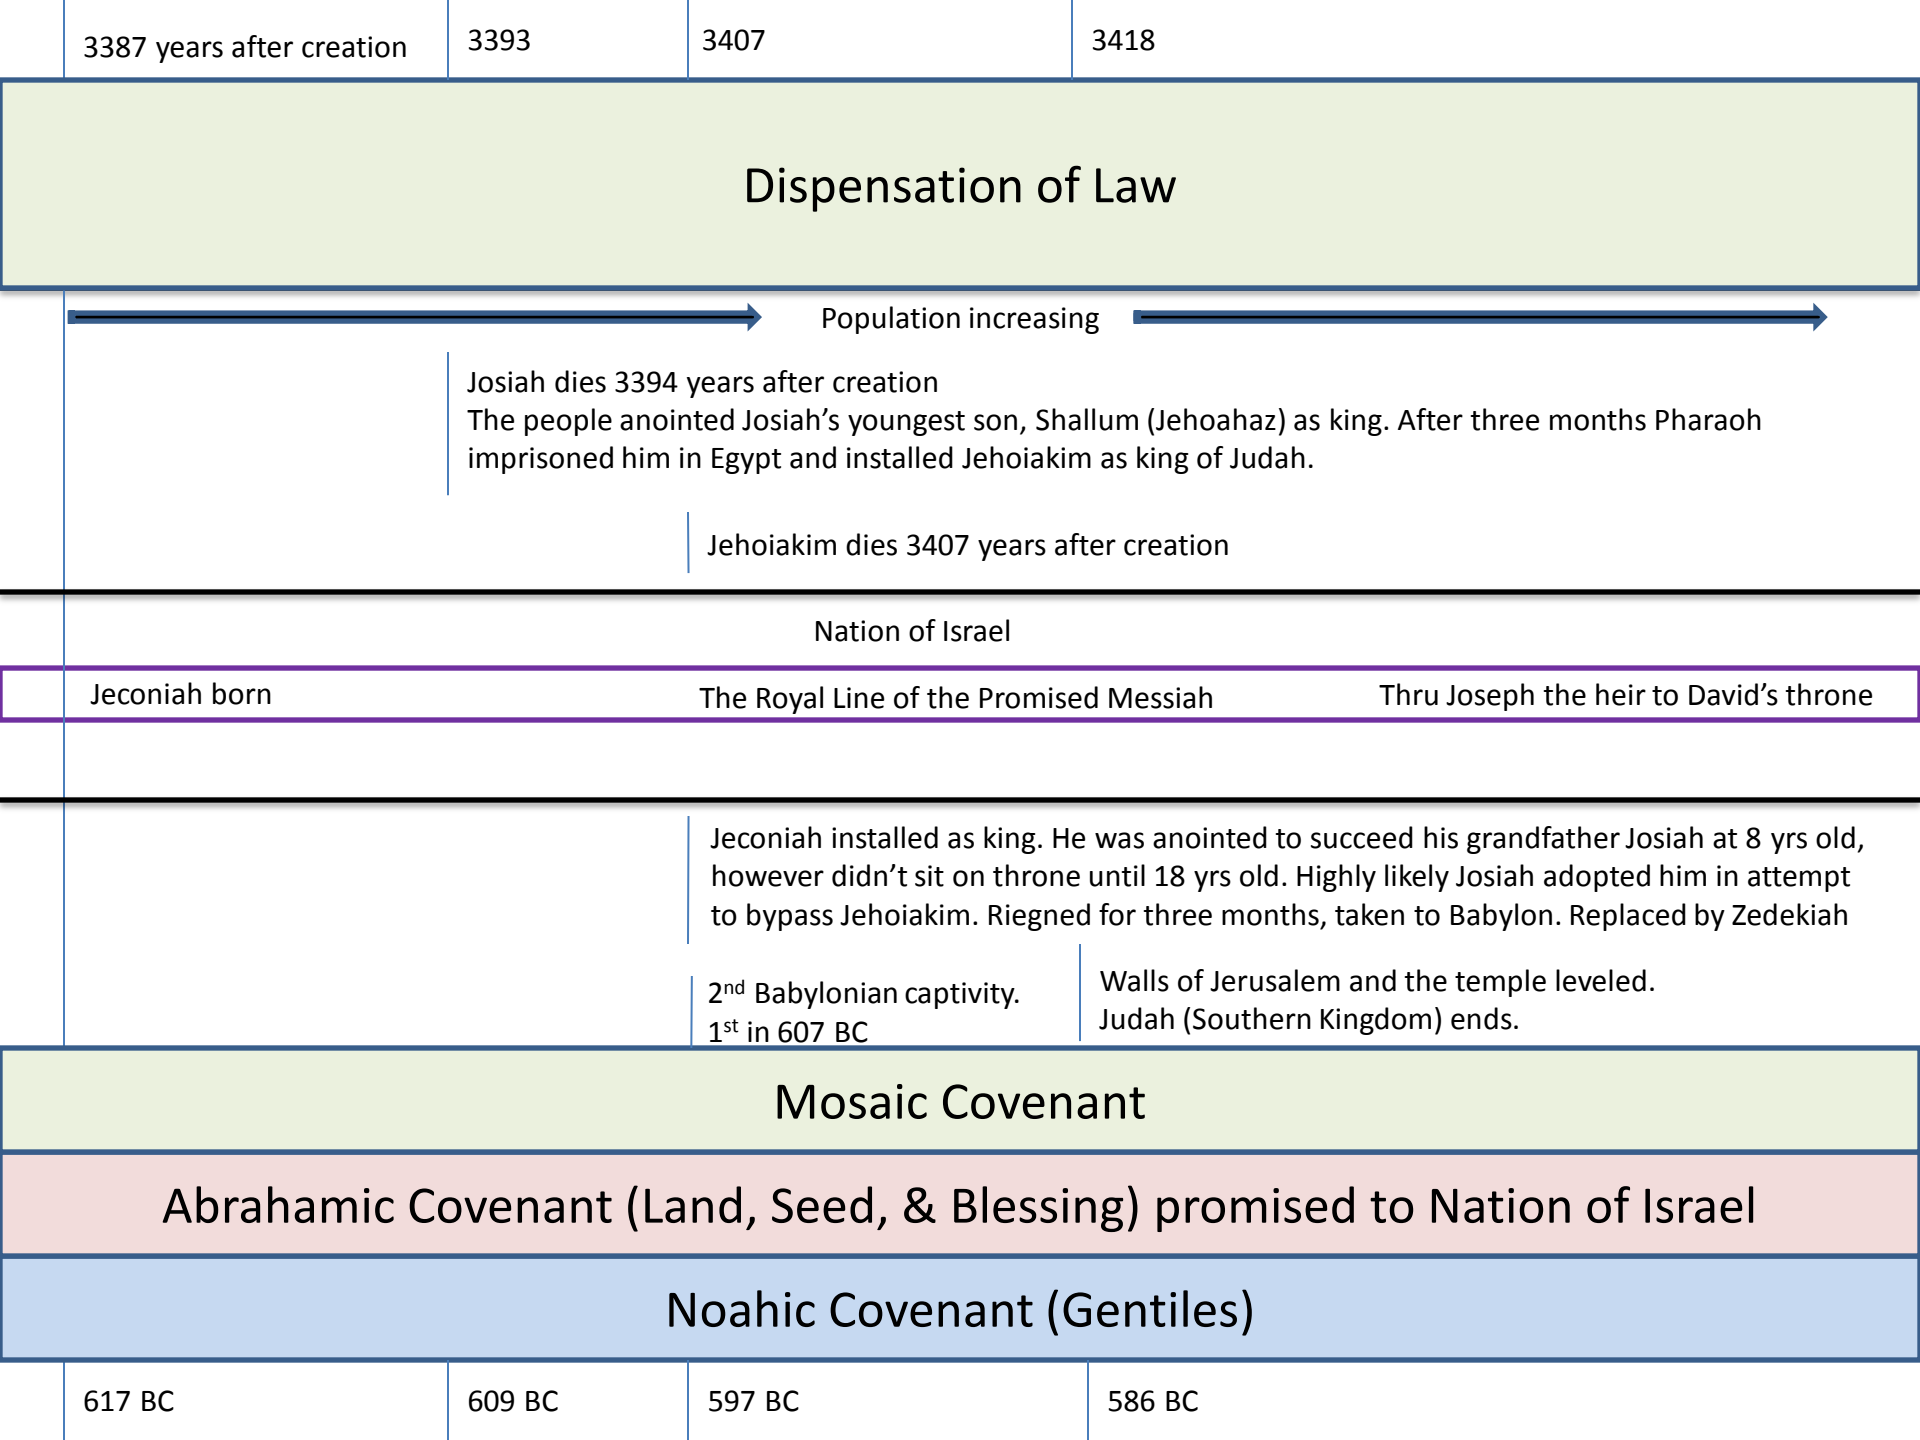 3387 years after creation
3393
3407
3418
Dispensation of Law
Population increasing
Josiah dies 3394 years after creation
The people anointed Josiah’s youngest son, Shallum (Jehoahaz) as king. After three months Pharaoh
imprisoned him in Egypt and installed Jehoiakim as king of Judah.
Jehoiakim dies 3407 years after creation
Nation of Israel
Jeconiah born
The Royal Line of the Promised Messiah
Thru Joseph the heir to David’s throne
Jeconiah installed as king. He was anointed to succeed his grandfather Josiah at 8 yrs old,
however didn’t sit on throne until 18 yrs old. Highly likely Josiah adopted him in attempt
to bypass Jehoiakim. Riegned for three months, taken to Babylon. Replaced by Zedekiah
2nd Babylonian captivity.
1st in 607 BC
Walls of Jerusalem and the temple leveled.
Judah (Southern Kingdom) ends.
Mosaic Covenant
Abrahamic Covenant (Land, Seed, & Blessing) promised to Nation of Israel
Noahic Covenant (Gentiles)
617 BC
609 BC
597 BC
586 BC